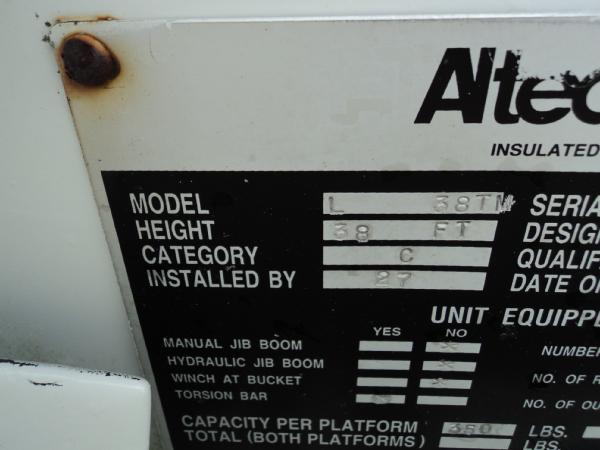 Altec
INSULATED
MODEL L 38TM SERIA
HEIGHT 38 FT DESIG
CATEGORY C QUALIF
INSTALLED BY 27 DATE O
UNIT EQUIPPE
YES NO
MANUAL JIB BOOM * NUMBER
HYDRAULIC JIB BOOM *
WINCH AT BUCKET * NO. OF R
TORSION BAR NO. OF OU
CAPACITY PER PLATFORM 350 LBS.
TOTAL (BOTH PLATFORMS) LBS.